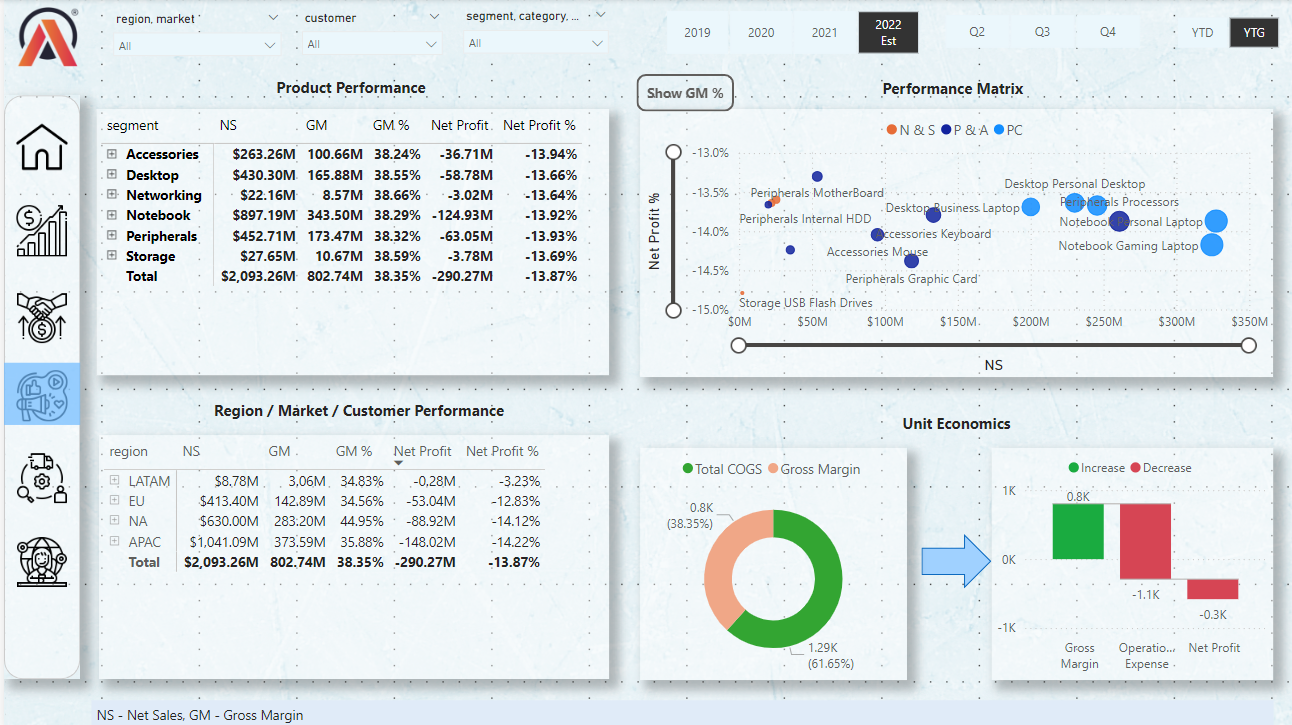 region, market
customer
segment, category, ...
All
All
All
2019
2020
2021
2022
Est
Q2
Q3
Q4
YTD
YTG
Product Performance
segment NS GM GM % Net Profit Net Profit %
Accessories $263.26M 100.66M 38.24% -36.71M -13.94%
Desktop $430.30M 165.88M 38.55% -58.78M -13.66%
Networking $22.16M 8.57M 38.66% -3.02M -13.64%
Notebook $897.19M 343.50M 38.29% -124.93M -13.92%
Peripherals $452.71M 173.47M 38.32% -63.05M -13.93%
Storage $27.65M 10.67M 38.59% -3.78M -13.69%
Total $2,093.26M 802.74M 38.35% -290.27M -13.87%
Show GM %
Performance Matrix
N & S P & A PC
-13.0%
-13.5%
-14.0%
-14.5%
-15.0%
Net Profit %
Desktop Personal Desktop
Peripherals MotherBoard
Peripherals Processors
Desktop Business Laptop
Peripherals Internal HDD
Notebook Personal Laptop
Accessories Keyboard
Notebook Gaming Laptop
Accessories Mouse
Peripherals Graphic Card
Storage USB Flash Drives
$0M $50M $100M $150M $200M $250M $300M $350M
NS
Region / Market / Customer Performance
region NS GM GM % Net Profit Net Profit %
LATAM $8.78M 3.06M 34.83% -0.28M -3.23%
EU $413.40M 142.89M 34.56% -53.04M -12.83%
NA $630.00M 283.20M 44.95% -88.92M -14.12%
APAC $1,041.09M 373.59M 35.88% -148.02M -14.22%
Total $2,093.26M 802.74M 38.35% -290.27M -13.87%
Unit Economics
Total COGS Gross Margin
0.8K
(38.35%)
1.29K
(61.65%)
Increase Decrease
1K
0K
-1K
0.8K
-1.1K
-0.3K
Gross
Margin
Operatio...
Expense
Net Profit
NS - Net Sales, GM - Gross Margin